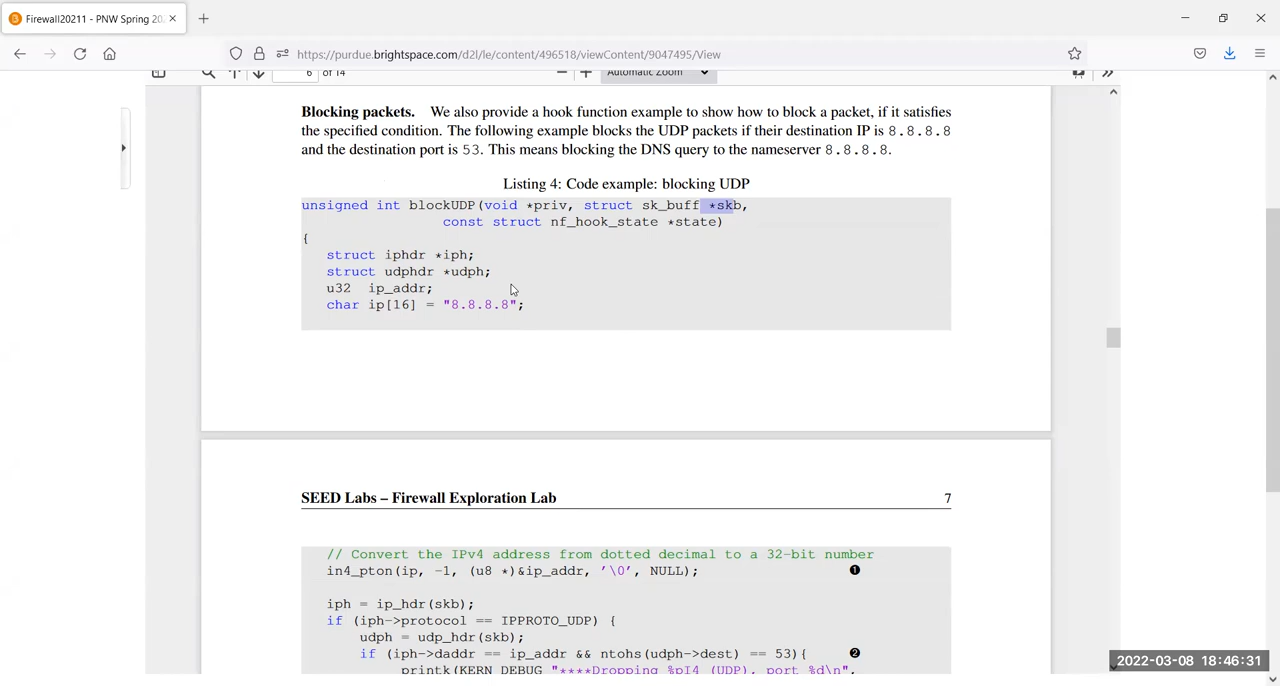 Firewall20211 - PNW Spring 20
https://purdue.brightspace.com/d2l/le/content/496518/viewContent/9047495/View
6 of 14
Automatic Zoom
Blocking packets. We also provide a hook function example to show how to block a packet, if it satisfies
the specified condition. The following example blocks the UDP packets if their destination IP is 8.8.8.8
and the destination port is 53. This means blocking the DNS query to the nameserver 8.8.8.8.
Listing 4: Code example: blocking UDP
unsigned int blockUDP(void *priv, struct sk_buff *skb,
const struct nf_hook_state *state)
{
struct iphdr *iph;
struct udphdr *udph;
u32 ip_addr;
char ip[16] = "8.8.8.8";
SEED Labs – Firewall Exploration Lab 7
// Convert the IPv4 address from dotted decimal to a 32-bit number
in4_pton(ip, -1, (u8 *)&ip_addr, '\0', NULL); ❶
iph = ip_hdr(skb);
if (iph->protocol == IPPROTO_UDP) {
udph = udp_hdr(skb);
if (iph->daddr == ip_addr && ntohs(udph->dest) == 53){ ❷
printk(KERN_DEBUG "****Dropping %pI4 (UDP), port %d\n",
2022-03-08 18:46:31